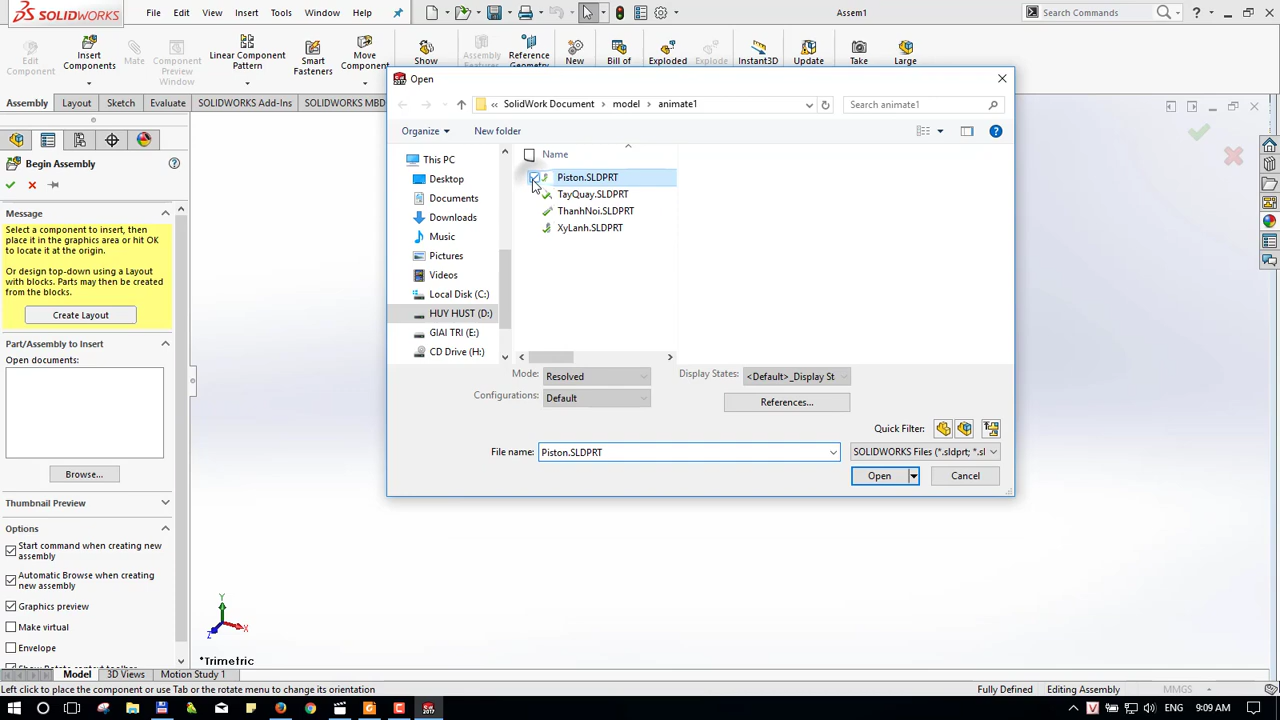 SOLIDWORKS File Edit View Insert Tools Window Help Assem1 Search Commands
Edit Component Insert Components Mate Component Preview Window Linear Component Pattern Smart Fasteners Move Component Show Assembly Features Reference Geometry New Bill of Exploded Explode Instant3D Update Take Large
Assembly Layout Sketch Evaluate SOLIDWORKS Add-Ins SOLIDWORKS MBD
Begin Assembly
Message
Select a component to insert, then
place it in the graphics area or hit OK
to locate it at the origin.
Or design top-down using a Layout
with blocks. Parts may then be created
from the blocks.
Create Layout
Part/Assembly to Insert
Open documents:
Browse...
Thumbnail Preview
Options
Start command when creating new
assembly
Automatic Browse when creating
new assembly
Graphics preview
Make virtual
Envelope
Open
SolidWork Document model animate1 Search animate1
Organize New folder
This PC
Desktop
Documents
Downloads
Music
Pictures
Videos
Local Disk (C:)
HUY HUST (D:)
GIAI TRI (E:)
CD Drive (H:)
Name
Piston.SLDPRT
TayQuay.SLDPRT
ThanhNoi.SLDPRT
XyLanh.SLDPRT
Mode: Resolved Display States: <Default>_Display St
Configurations: Default References...
Quick Filter:
File name: Piston.SLDPRT SOLIDWORKS Files (*.sldprt; *.sl
Open Cancel
Y
X
Z
*Trimetric
Model 3D Views Motion Study 1
Left click to place the component or use Tab or the rotate menu to change its orientation Fully Defined Editing Assembly MMGS
2017 V ENG 9:09 AM